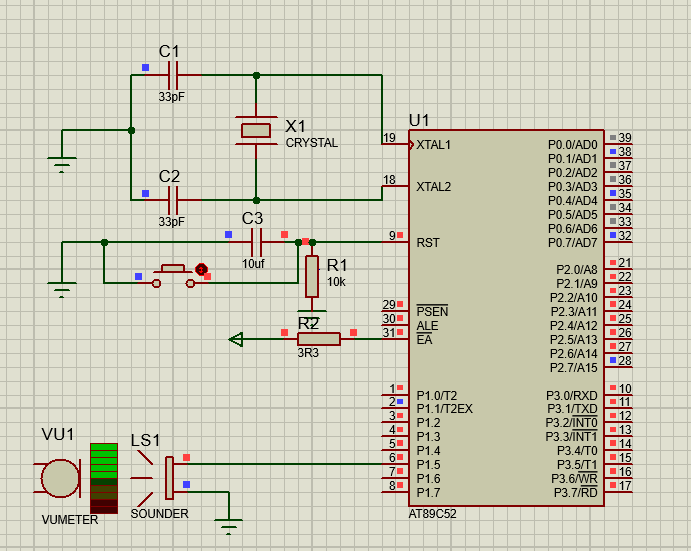 C1
33pF
X1
CRYSTAL
C2
33pF
C3
10uf
R1
10k
R2
3R3
VU1
VUMETER
LS1
SOUNDER
U1
19 XTAL1
18 XTAL2
9 RST
29 PSEN
30 ALE
31 EA
1 P1.0/T2
2 P1.1/T2EX
3 P1.2
4 P1.3
5 P1.4
6 P1.5
7 P1.6
8 P1.7
P0.0/AD0 39
P0.1/AD1 38
P0.2/AD2 37
P0.3/AD3 36
P0.4/AD4 35
P0.5/AD5 34
P0.6/AD6 33
P0.7/AD7 32
P2.0/A8 21
P2.1/A9 22
P2.2/A10 23
P2.3/A11 24
P2.4/A12 25
P2.5/A13 26
P2.6/A14 27
P2.7/A15 28
P3.0/RXD 10
P3.1/TXD 11
P3.2/INT0 12
P3.3/INT1 13
P3.4/T0 14
P3.5/T1 15
P3.6/WR 16
P3.7/RD 17
AT89C52